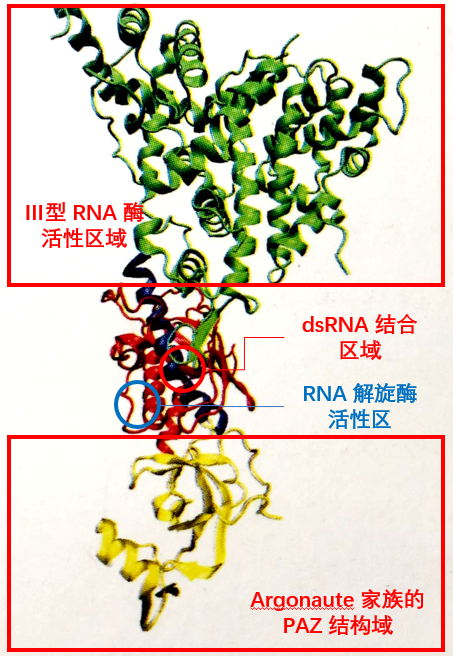 III型 RNA 酶
活性区域
dsRNA 结合
区域
RNA 解旋酶
活性区
Argonaute 家族的
PAZ 结构域